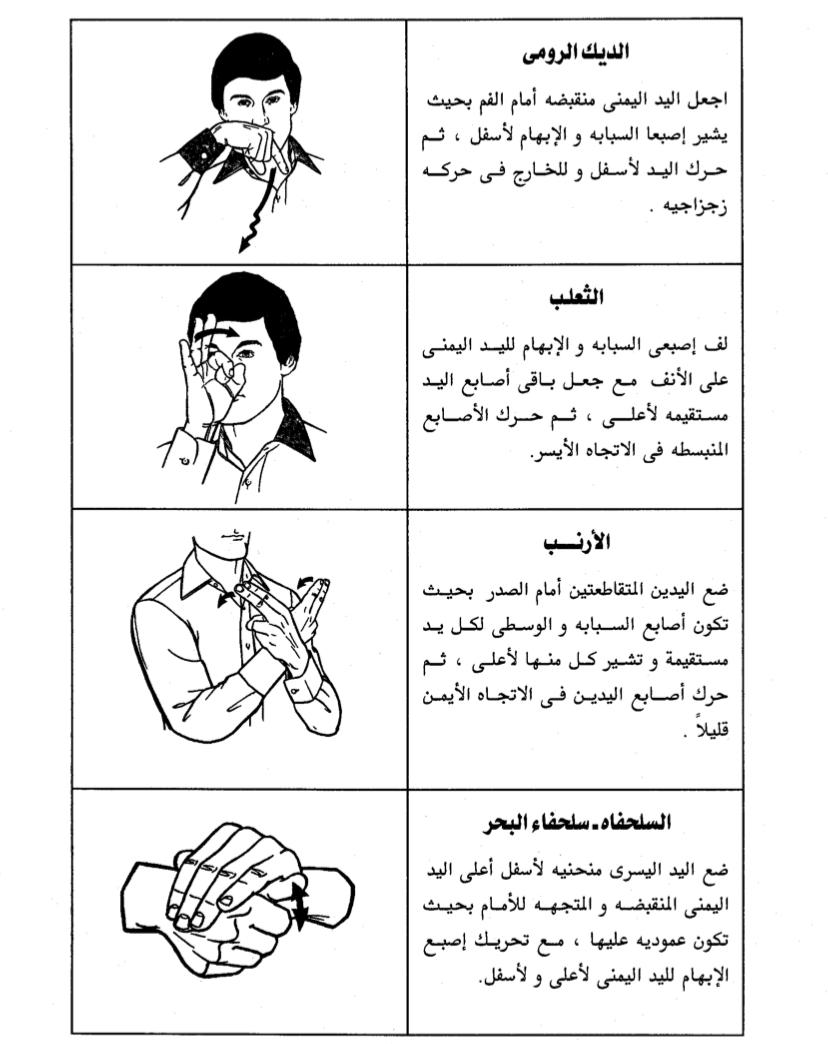 الديك الرومى
اجعل اليد اليمنى منقبضه أمام الفم بحيث
يشير إصبعا السبابه و الإبهام لأسفل ، ثم
حرك اليد لأسفل و للخارج فى حركه
زجزاجيه .
الثعلب
لف إصبعى السبابه و الإبهام لليد اليمنى
على الأنف مع جعل باقى أصابع اليد
مستقيمه لأعلى ، ثم حرك الأصابع
المنبسطه فى الاتجاه الأيسر.
الأرنب
ضع اليدين المتقاطعتين أمام الصدر بحيث
تكون أصابع السبابه و الوسطى لكل يد
مستقيمة و تشير كل منها لأعلى ، ثم
حرك أصابع اليدين فى الاتجاه الأيمن
قليلاً .
السلحفاه - سلحفاء البحر
ضع اليد اليسرى منحنيه لأسفل أعلى اليد
اليمنى المنقبضه و المتجهه للأمام بحيث
تكون عموديه عليها ، مع تحريك إصبع
الإبهام لليد اليمنى لأعلى و لأسفل.